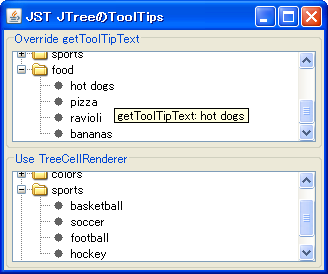 JST JTreeのToolTips
Override getToolTipText
sports
food
hot dogs
pizza
ravioli
getToolTipText: hot dogs
bananas
Use TreeCellRenderer
colors
sports
basketball
soccer
football
hockey